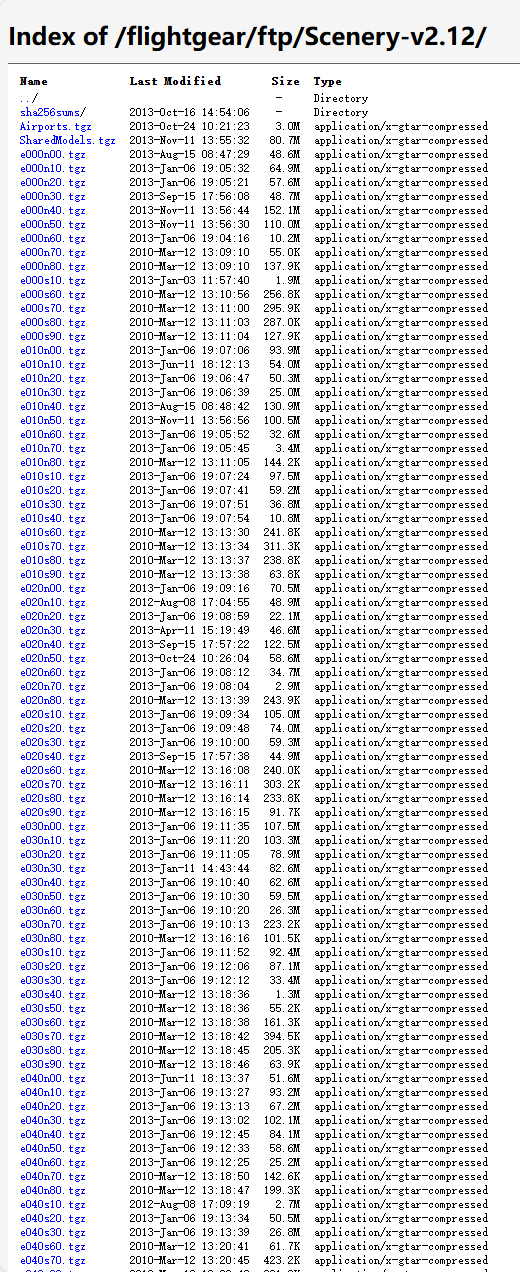 Index of /flightgear/ftp/Scenery-v2.12/
Name Last Modified Size Type
../ - Directory
sha256sums/ 2013-Oct-16 14:54:06 - Directory
Airports.tgz 2013-Oct-24 10:21:23 3.0M application/x-gtar-compressed
SharedModels.tgz 2013-Nov-11 13:55:32 80.7M application/x-gtar-compressed
e000n00.tgz 2013-Aug-15 08:47:29 48.6M application/x-gtar-compressed
e000n10.tgz 2013-Jan-06 19:05:32 64.9M application/x-gtar-compressed
e000n20.tgz 2013-Jan-06 19:05:21 57.6M application/x-gtar-compressed
e000n30.tgz 2013-Sep-15 17:56:08 48.7M application/x-gtar-compressed
e000n40.tgz 2013-Nov-11 13:56:44 152.1M application/x-gtar-compressed
e000n50.tgz 2013-Nov-11 13:56:30 110.0M application/x-gtar-compressed
e000n60.tgz 2013-Jan-06 19:04:16 10.2M application/x-gtar-compressed
e000n70.tgz 2010-Mar-12 13:09:10 55.0K application/x-gtar-compressed
e000n80.tgz 2010-Mar-12 13:09:10 137.9K application/x-gtar-compressed
e000s10.tgz 2013-Jan-03 11:57:40 1.9M application/x-gtar-compressed
e000s60.tgz 2010-Mar-12 13:10:56 256.8K application/x-gtar-compressed
e000s70.tgz 2010-Mar-12 13:11:00 295.9K application/x-gtar-compressed
e000s80.tgz 2010-Mar-12 13:11:03 287.0K application/x-gtar-compressed
e000s90.tgz 2010-Mar-12 13:11:04 127.9K application/x-gtar-compressed
e010n00.tgz 2013-Jan-06 19:07:06 93.9M application/x-gtar-compressed
e010n10.tgz 2013-Jun-11 18:12:13 54.0M application/x-gtar-compressed
e010n20.tgz 2013-Jan-06 19:06:47 50.3M application/x-gtar-compressed
e010n30.tgz 2013-Jan-06 19:06:39 25.0M application/x-gtar-compressed
e010n40.tgz 2013-Aug-15 08:48:42 130.9M application/x-gtar-compressed
e010n50.tgz 2013-Nov-11 13:56:56 100.5M application/x-gtar-compressed
e010n60.tgz 2013-Jan-06 19:05:52 32.6M application/x-gtar-compressed
e010n70.tgz 2013-Jan-06 19:05:45 3.4M application/x-gtar-compressed
e010n80.tgz 2010-Mar-12 13:11:05 144.2K application/x-gtar-compressed
e010s10.tgz 2013-Jan-06 19:07:24 97.5M application/x-gtar-compressed
e010s20.tgz 2013-Jan-06 19:07:41 59.2M application/x-gtar-compressed
e010s30.tgz 2013-Jan-06 19:07:51 36.8M application/x-gtar-compressed
e010s40.tgz 2013-Jan-06 19:07:54 10.8M application/x-gtar-compressed
e010s60.tgz 2010-Mar-12 13:13:30 241.8K application/x-gtar-compressed
e010s70.tgz 2010-Mar-12 13:13:34 311.3K application/x-gtar-compressed
e010s80.tgz 2010-Mar-12 13:13:37 238.8K application/x-gtar-compressed
e010s90.tgz 2010-Mar-12 13:13:38 63.8K application/x-gtar-compressed
e020n00.tgz 2013-Jan-06 19:09:16 70.5M application/x-gtar-compressed
e020n10.tgz 2012-Aug-08 17:04:55 48.9M application/x-gtar-compressed
e020n20.tgz 2013-Jan-06 19:08:59 22.1M application/x-gtar-compressed
e020n30.tgz 2013-Apr-11 15:19:49 46.6M application/x-gtar-compressed
e020n40.tgz 2013-Sep-15 17:57:22 122.5M application/x-gtar-compressed
e020n50.tgz 2013-Oct-24 10:26:04 58.6M application/x-gtar-compressed
e020n60.tgz 2013-Jan-06 19:08:12 34.7M application/x-gtar-compressed
e020n70.tgz 2013-Jan-06 19:08:04 2.9M application/x-gtar-compressed
e020n80.tgz 2010-Mar-12 13:13:39 243.9K application/x-gtar-compressed
e020s10.tgz 2013-Jan-06 19:09:34 105.0M application/x-gtar-compressed
e020s20.tgz 2013-Jan-06 19:09:48 74.0M application/x-gtar-compressed
e020s30.tgz 2013-Jan-06 19:10:00 59.3M application/x-gtar-compressed
e020s40.tgz 2013-Sep-15 17:57:38 44.9M application/x-gtar-compressed
e020s60.tgz 2010-Mar-12 13:16:08 240.0K application/x-gtar-compressed
e020s70.tgz 2010-Mar-12 13:16:11 303.2K application/x-gtar-compressed
e020s80.tgz 2010-Mar-12 13:16:14 233.8K application/x-gtar-compressed
e020s90.tgz 2010-Mar-12 13:16:15 91.7K application/x-gtar-compressed
e030n00.tgz 2013-Jan-06 19:11:35 107.5M application/x-gtar-compressed
e030n10.tgz 2013-Jan-06 19:11:20 103.3M application/x-gtar-compressed
e030n20.tgz 2013-Jan-06 19:11:05 78.9M application/x-gtar-compressed
e030n30.tgz 2013-Jan-11 14:43:44 82.6M application/x-gtar-compressed
e030n40.tgz 2013-Jan-06 19:10:40 62.6M application/x-gtar-compressed
e030n50.tgz 2013-Jan-06 19:10:30 59.5M application/x-gtar-compressed
e030n60.tgz 2013-Jan-06 19:10:20 26.3M application/x-gtar-compressed
e030n70.tgz 2013-Jan-06 19:10:13 223.2K application/x-gtar-compressed
e030n80.tgz 2010-Mar-12 13:16:16 101.5K application/x-gtar-compressed
e030s10.tgz 2013-Jan-06 19:11:52 92.4M application/x-gtar-compressed
e030s20.tgz 2013-Jan-06 19:12:06 87.1M application/x-gtar-compressed
e030s30.tgz 2013-Jan-06 19:12:12 33.4M application/x-gtar-compressed
e030s40.tgz 2010-Mar-12 13:18:36 1.3M application/x-gtar-compressed
e030s50.tgz 2010-Mar-12 13:18:36 55.2K application/x-gtar-compressed
e030s60.tgz 2010-Mar-12 13:18:38 161.3K application/x-gtar-compressed
e030s70.tgz 2010-Mar-12 13:18:42 394.5K application/x-gtar-compressed
e030s80.tgz 2010-Mar-12 13:18:45 205.3K application/x-gtar-compressed
e030s90.tgz 2010-Mar-12 13:18:46 63.9K application/x-gtar-compressed
e040n00.tgz 2013-Jun-11 18:13:37 51.6M application/x-gtar-compressed
e040n10.tgz 2013-Jan-06 19:13:27 93.2M application/x-gtar-compressed
e040n20.tgz 2013-Jan-06 19:13:13 67.2M application/x-gtar-compressed
e040n30.tgz 2013-Jan-06 19:13:02 102.1M application/x-gtar-compressed
e040n40.tgz 2013-Jan-06 19:12:45 84.1M application/x-gtar-compressed
e040n50.tgz 2013-Jan-06 19:12:33 58.6M application/x-gtar-compressed
e040n60.tgz 2013-Jan-06 19:12:25 25.2M application/x-gtar-compressed
e040n70.tgz 2010-Mar-12 13:18:50 142.6K application/x-gtar-compressed
e040n80.tgz 2010-Mar-12 13:18:47 199.3K application/x-gtar-compressed
e040s10.tgz 2012-Aug-08 17:09:19 2.7M application/x-gtar-compressed
e040s20.tgz 2013-Jan-06 19:13:34 50.5M application/x-gtar-compressed
e040s30.tgz 2013-Jan-06 19:13:39 26.8M application/x-gtar-compressed
e040s60.tgz 2010-Mar-12 13:20:41 61.7K application/x-gtar-compressed
e040s70.tgz 2010-Mar-12 13:20:45 423.2K application/x-gtar-compressed